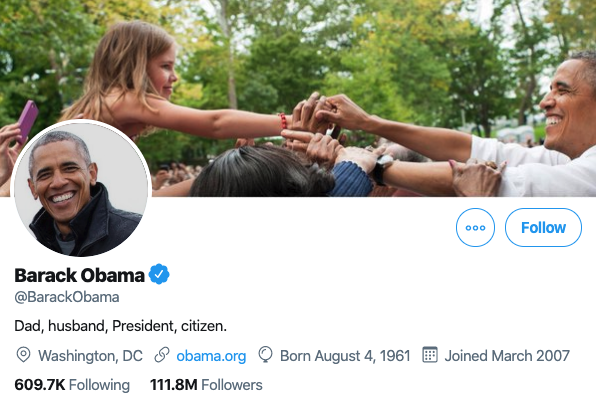 Follow
Barack Obama
@BarackObama
Dad, husband, President, citizen.
Washington, DC obama.org Born August 4, 1961 Joined March 2007
609.7K Following 111.8M Followers